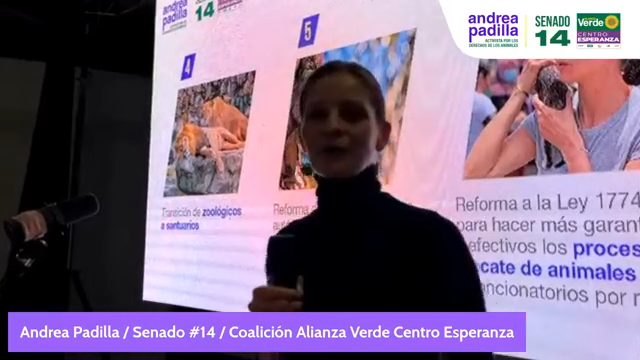 andrea
padilla
ACTIVISTA POR LOS
DERECHOS DE LOS ANIMALES
SENADO
14
Verde
CENTRO
ESPERANZA
andrea
padilla
SENADO
14
4
5
Transición de zoológicos
a santuarios
Reforma a
Reforma a la Ley 1774
para hacer más garant
efectivos los proces
cate de animales
ncionatorios por
Andrea Padilla / Senado #14 / Coalición Alianza Verde Centro Esperanza